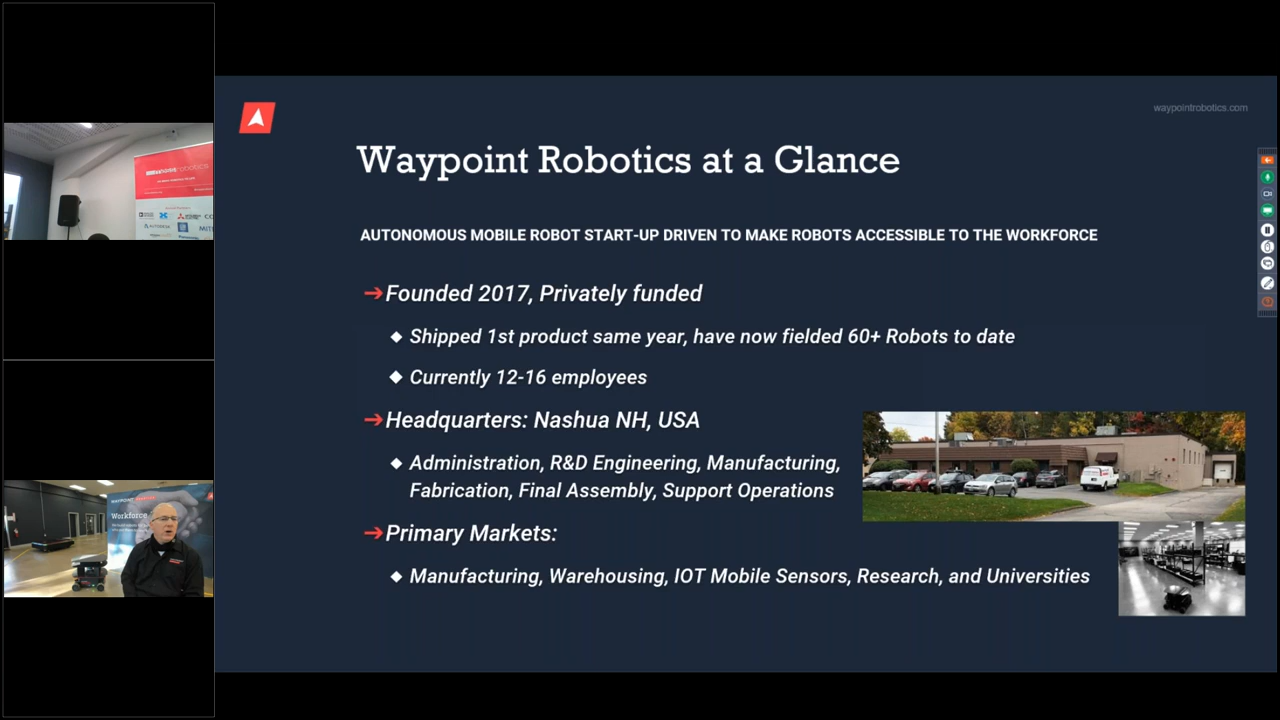 waypointrobotics.com
Waypoint Robotics at a Glance
AUTONOMOUS MOBILE ROBOT START-UP DRIVEN TO MAKE ROBOTS ACCESSIBLE TO THE WORKFORCE
➔Founded 2017, Privately funded
◆ Shipped 1st product same year, have now fielded 60+ Robots to date
◆ Currently 12-16 employees
➔Headquarters: Nashua NH, USA
◆ Administration, R&D Engineering, Manufacturing,
Fabrication, Final Assembly, Support Operations
➔Primary Markets:
◆ Manufacturing, Warehousing, IOT Mobile Sensors, Research, and Universities
robotics
AUTODESK
WAYPOINT
Workforce